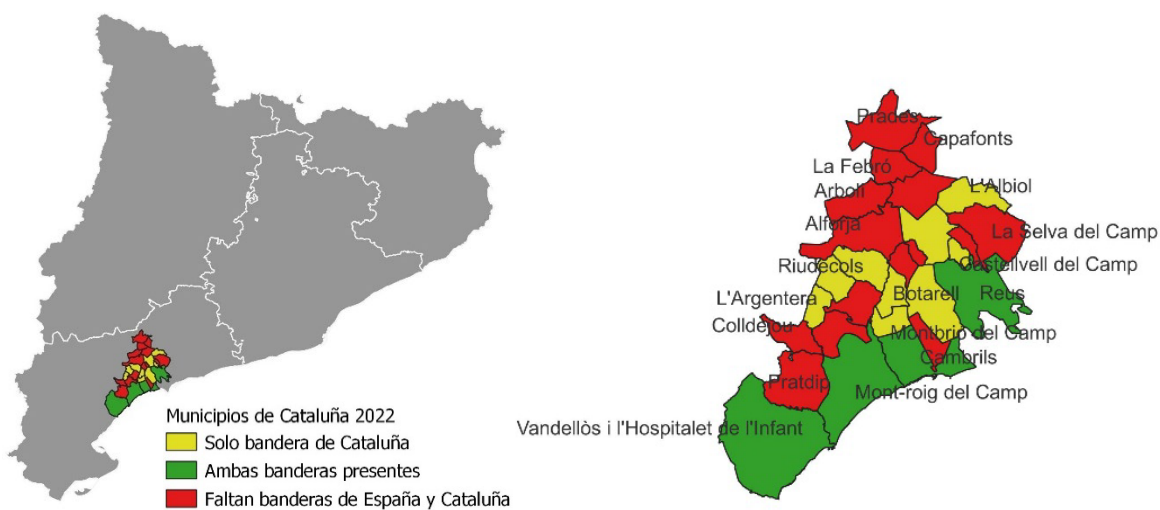 Municipios de Cataluña 2022
Solo bandera de Cataluña
Ambas banderas presentes
Faltan banderas de España y Cataluña
Prades
Capafonts
La Febró
Arbolí
L'Albiol
Alforja
La Selva del Camp
Riudecols
Castellvell del Camp
L'Argentera
Botarell
Reus
Colldejou
Montbrió del Camp
Cambrils
Pratdip
Mont-roig del Camp
Vandellòs i l'Hospitalet de l'Infant